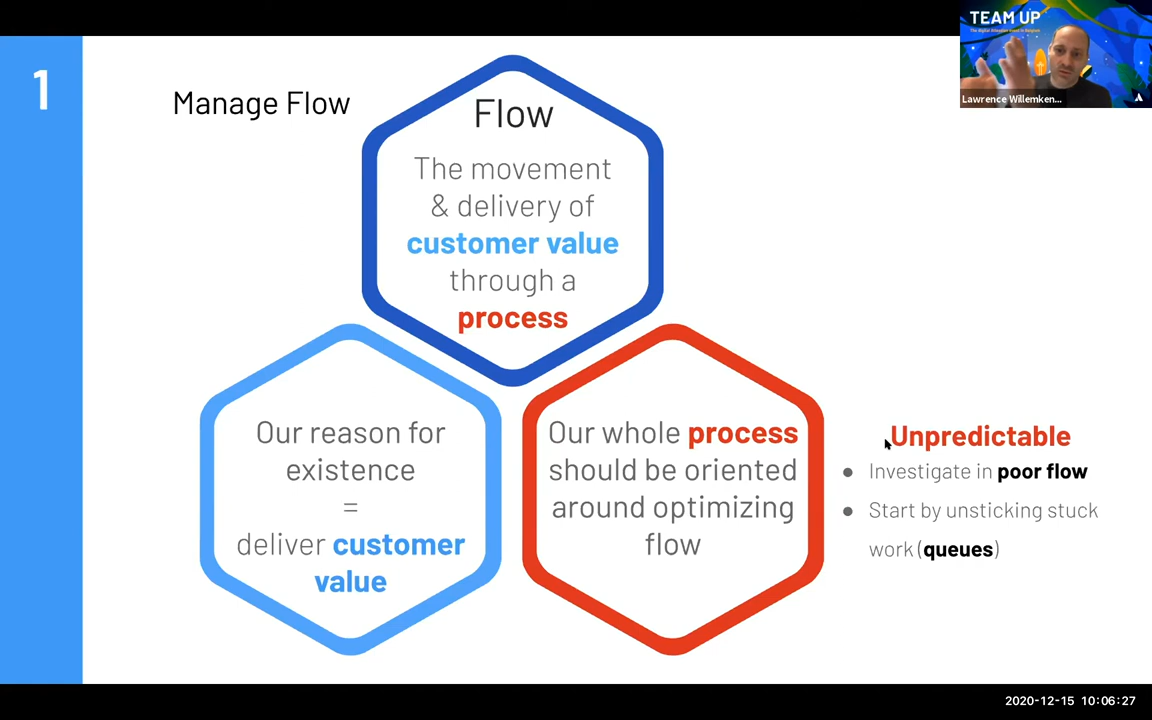 1
Manage Flow
Flow
The movement
& delivery of
customer value
through a
process
Our reason for
existence
=
deliver customer
value
Our whole process
should be oriented
around optimizing
flow
Unpredictable
● Investigate in poor flow
● Start by unsticking stuck
work (queues)
TEAM UP
Lawrence Willemken...
2020-12-15 10:06:27